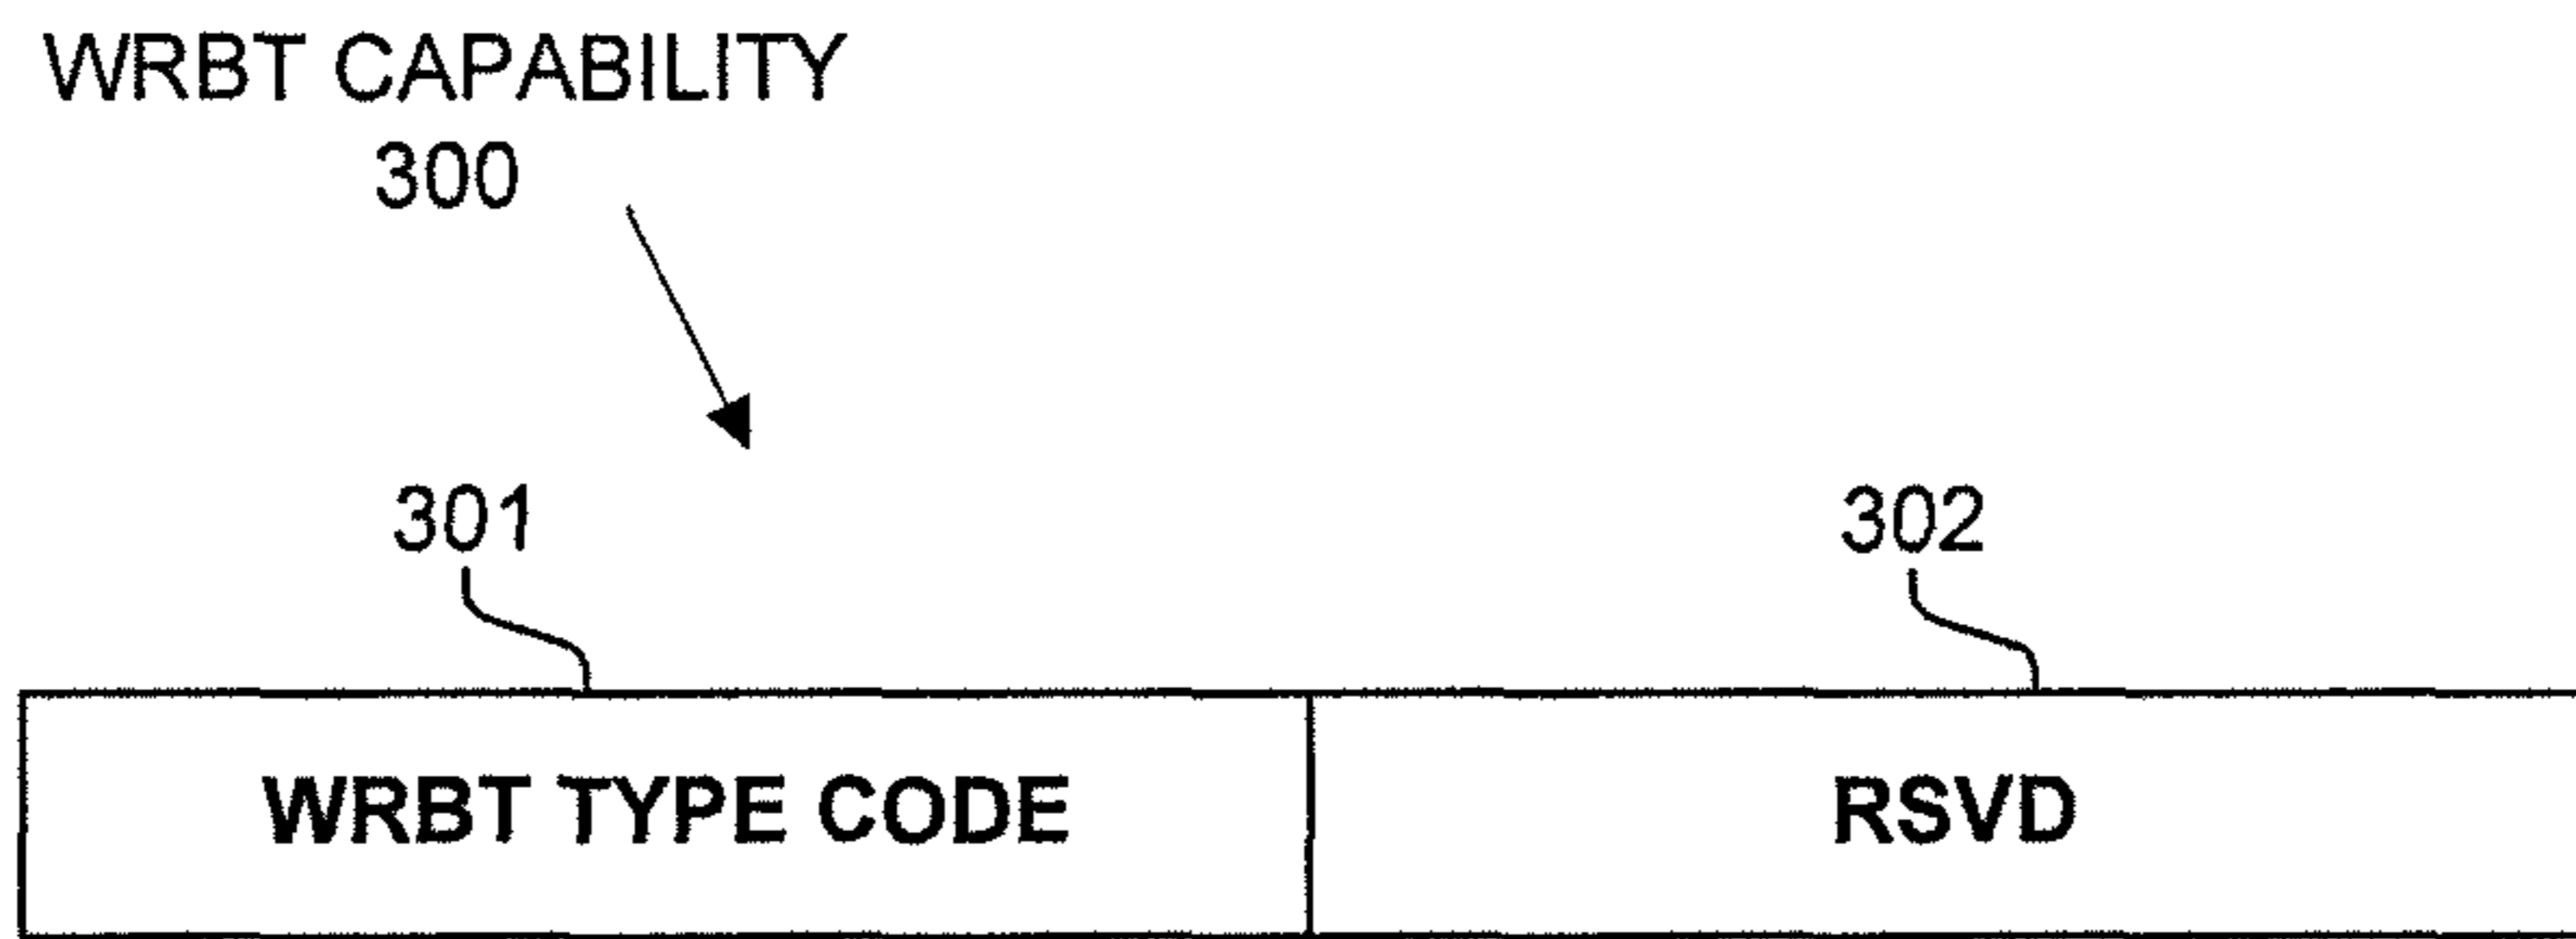 WRBT CAPABILITY
300
301
302
WRBT TYPE CODE
RSVD